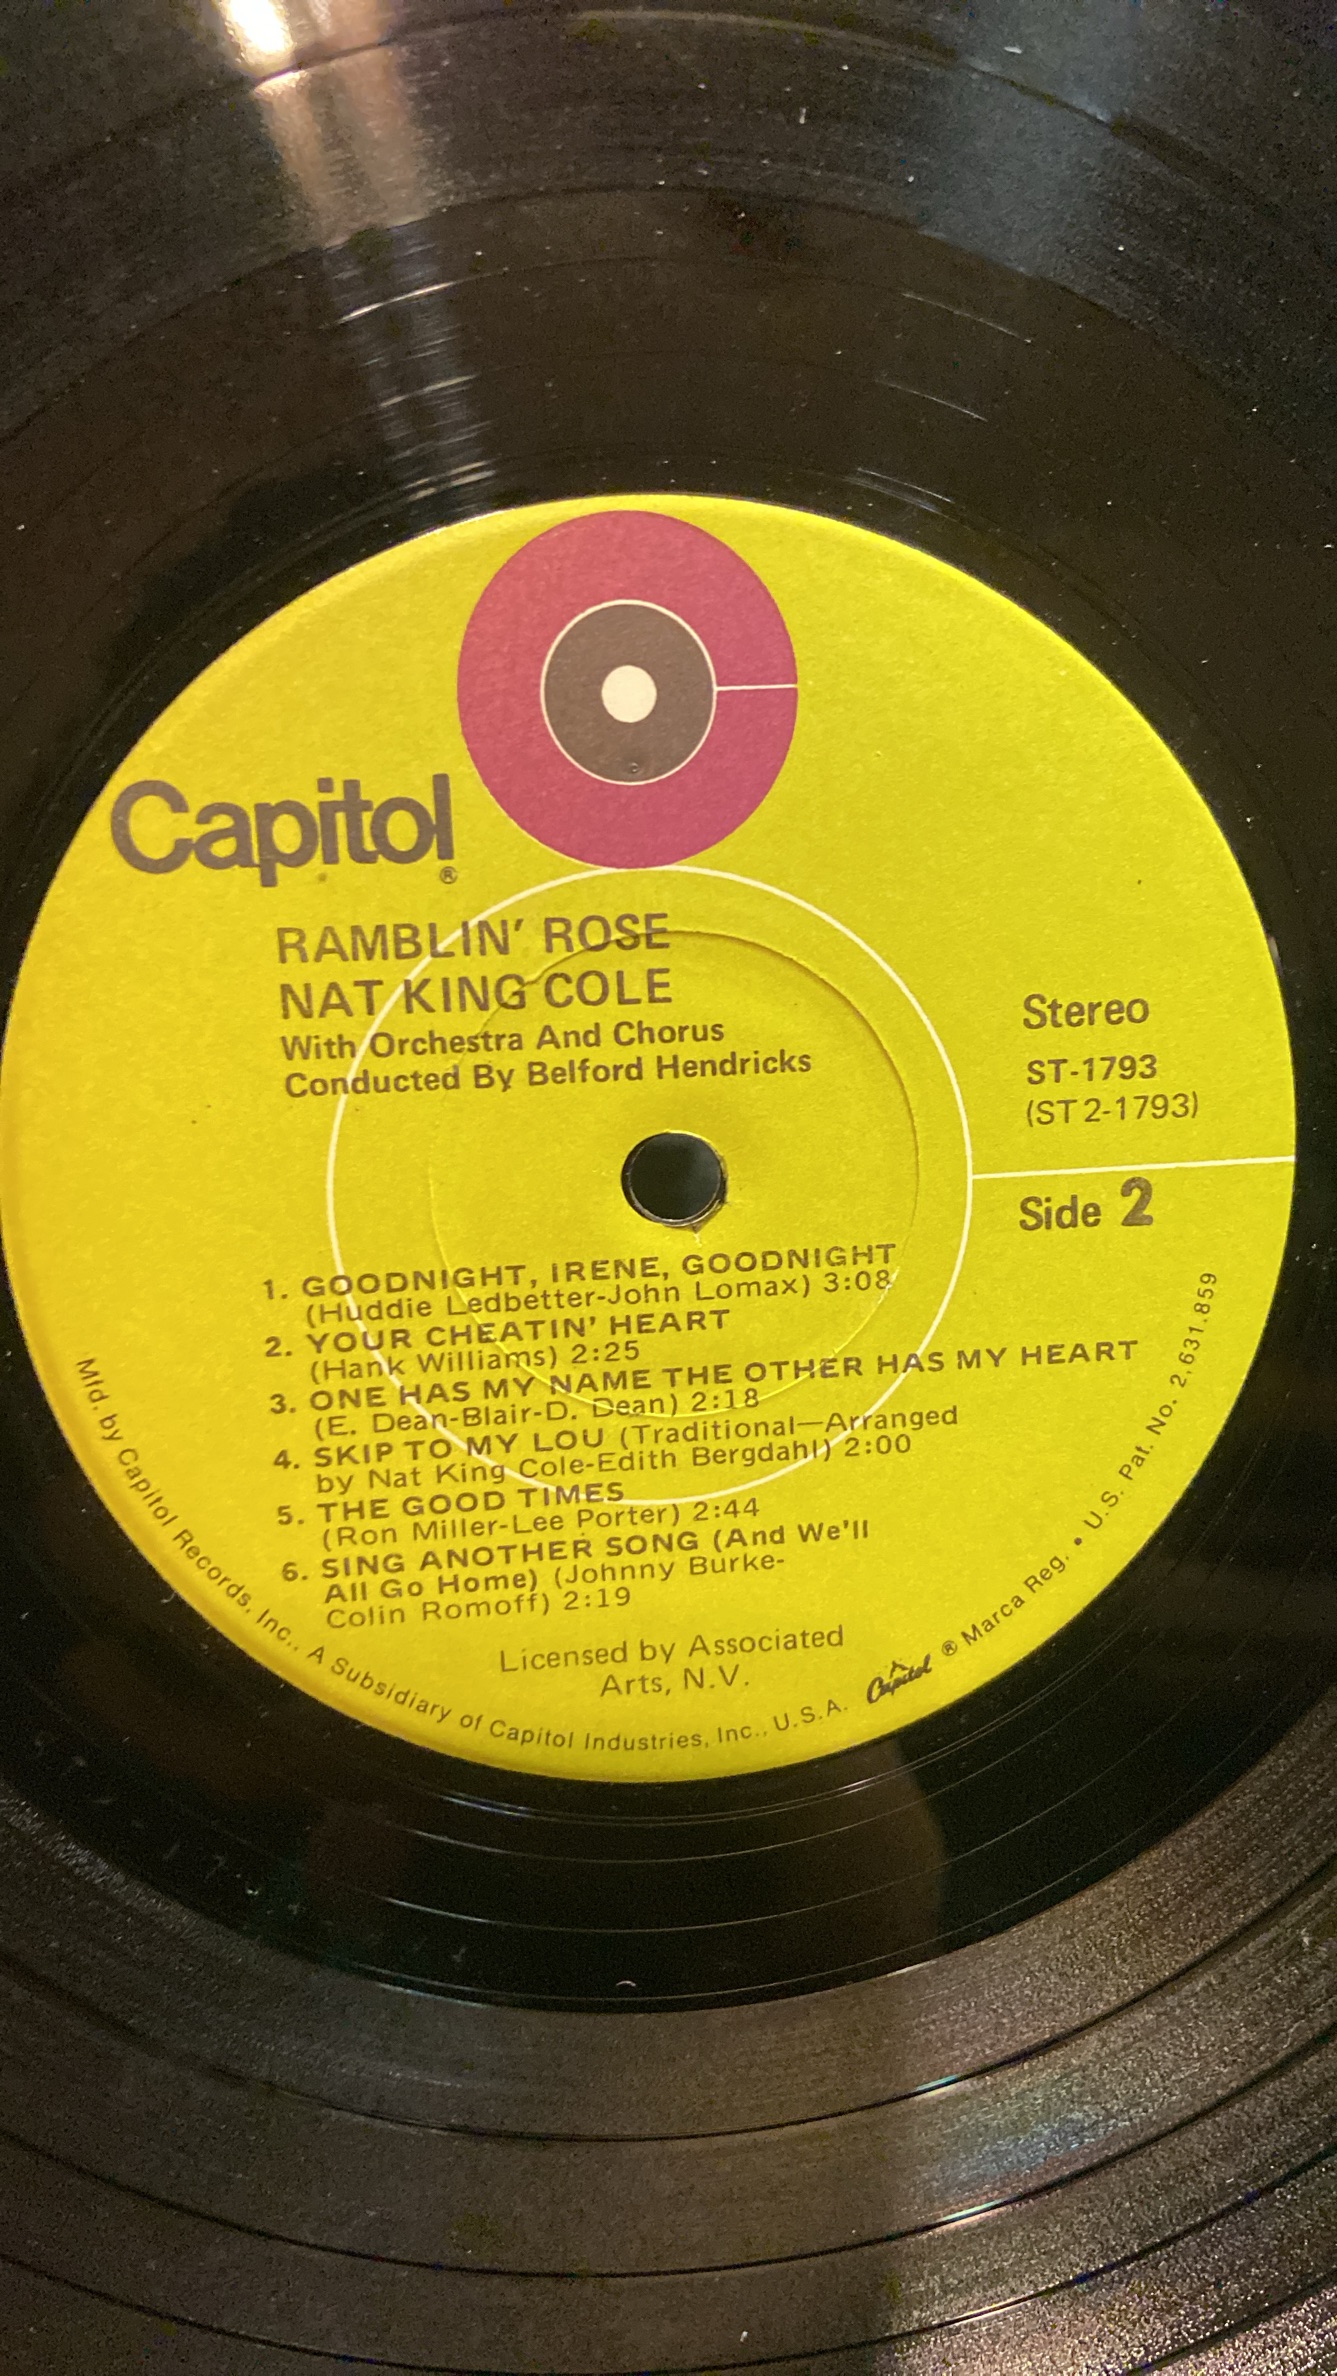 Capitol®
RAMBLIN' ROSE
NAT KING COLE
With Orchestra And Chorus
Conducted By Belford Hendricks
Stereo
ST-1793
(ST 2-1793)
Side 2
1. GOODNIGHT, IRENE, GOODNIGHT
(Huddie Ledbetter-John Lomax) 3:08
2. YOUR CHEATIN' HEART
(Hank Williams) 2:25
3. ONE HAS MY NAME THE OTHER HAS MY HEART
(E. Dean-Blair-D. Dean) 2:18
4. SKIP TO MY LOU (Traditional—Arranged
by Nat King Cole-Edith Bergdahl) 2:00
5. THE GOOD TIMES
(Ron Miller-Lee Porter) 2:44
6. SING ANOTHER SONG (And We'll
All Go Home) (Johnny Burke-
Colin Romoff) 2:19
Licensed by Associated
Arts, N.V.
Mfd. by Capitol Records, Inc., A Subsidiary of Capitol Industries, Inc., U.S.A. Capitol ® Marca Reg. • U.S. Pat. No. 2,631,859